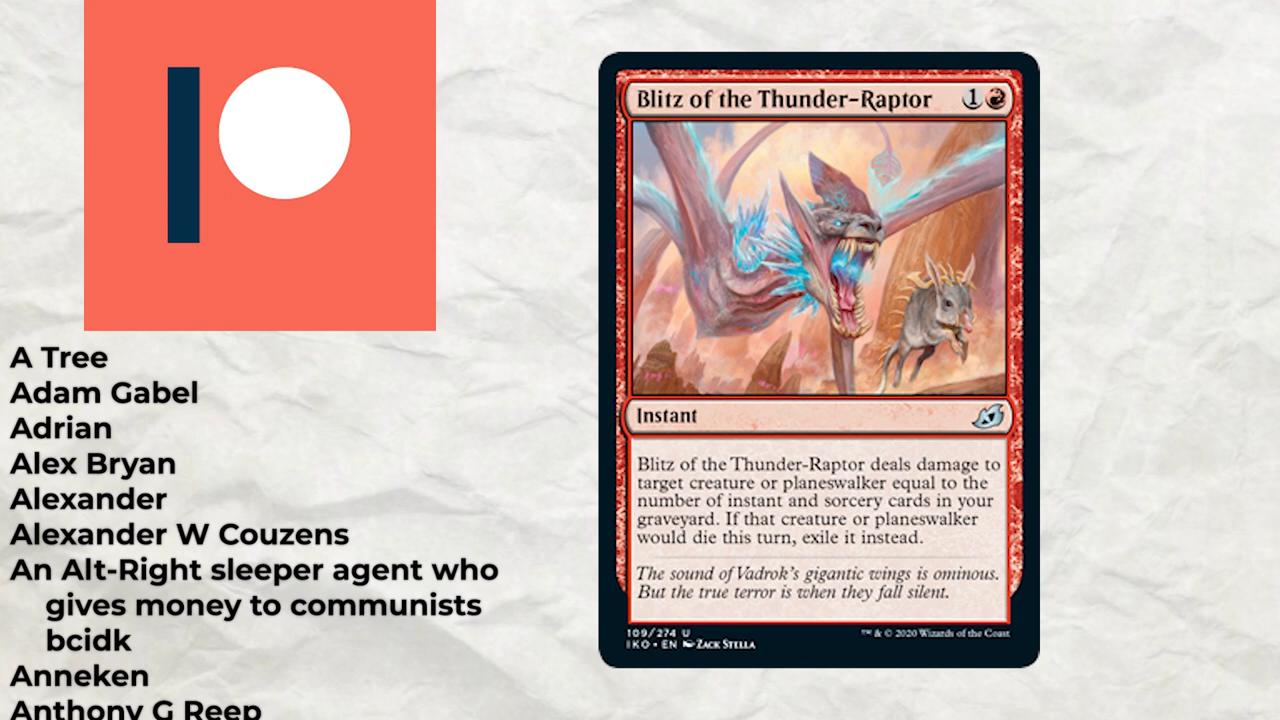 A Tree
Adam Gabel
Adrian
Alex Bryan
Alexander
Alexander W Couzens
An Alt-Right sleeper agent who
gives money to communists
bcidk
Anneken
Anthony G Reep
Blitz of the Thunder-Raptor 1
Instant
Blitz of the Thunder-Raptor deals damage to
target creature or planeswalker equal to the
number of instant and sorcery cards in your
graveyard. If that creature or planeswalker
would die this turn, exile it instead.
The sound of Vadrok's gigantic wings is ominous.
But the true terror is when they fall silent.
109/274 U
IKO • EN Zack Stella
™ & © 2020 Wizards of the Coast